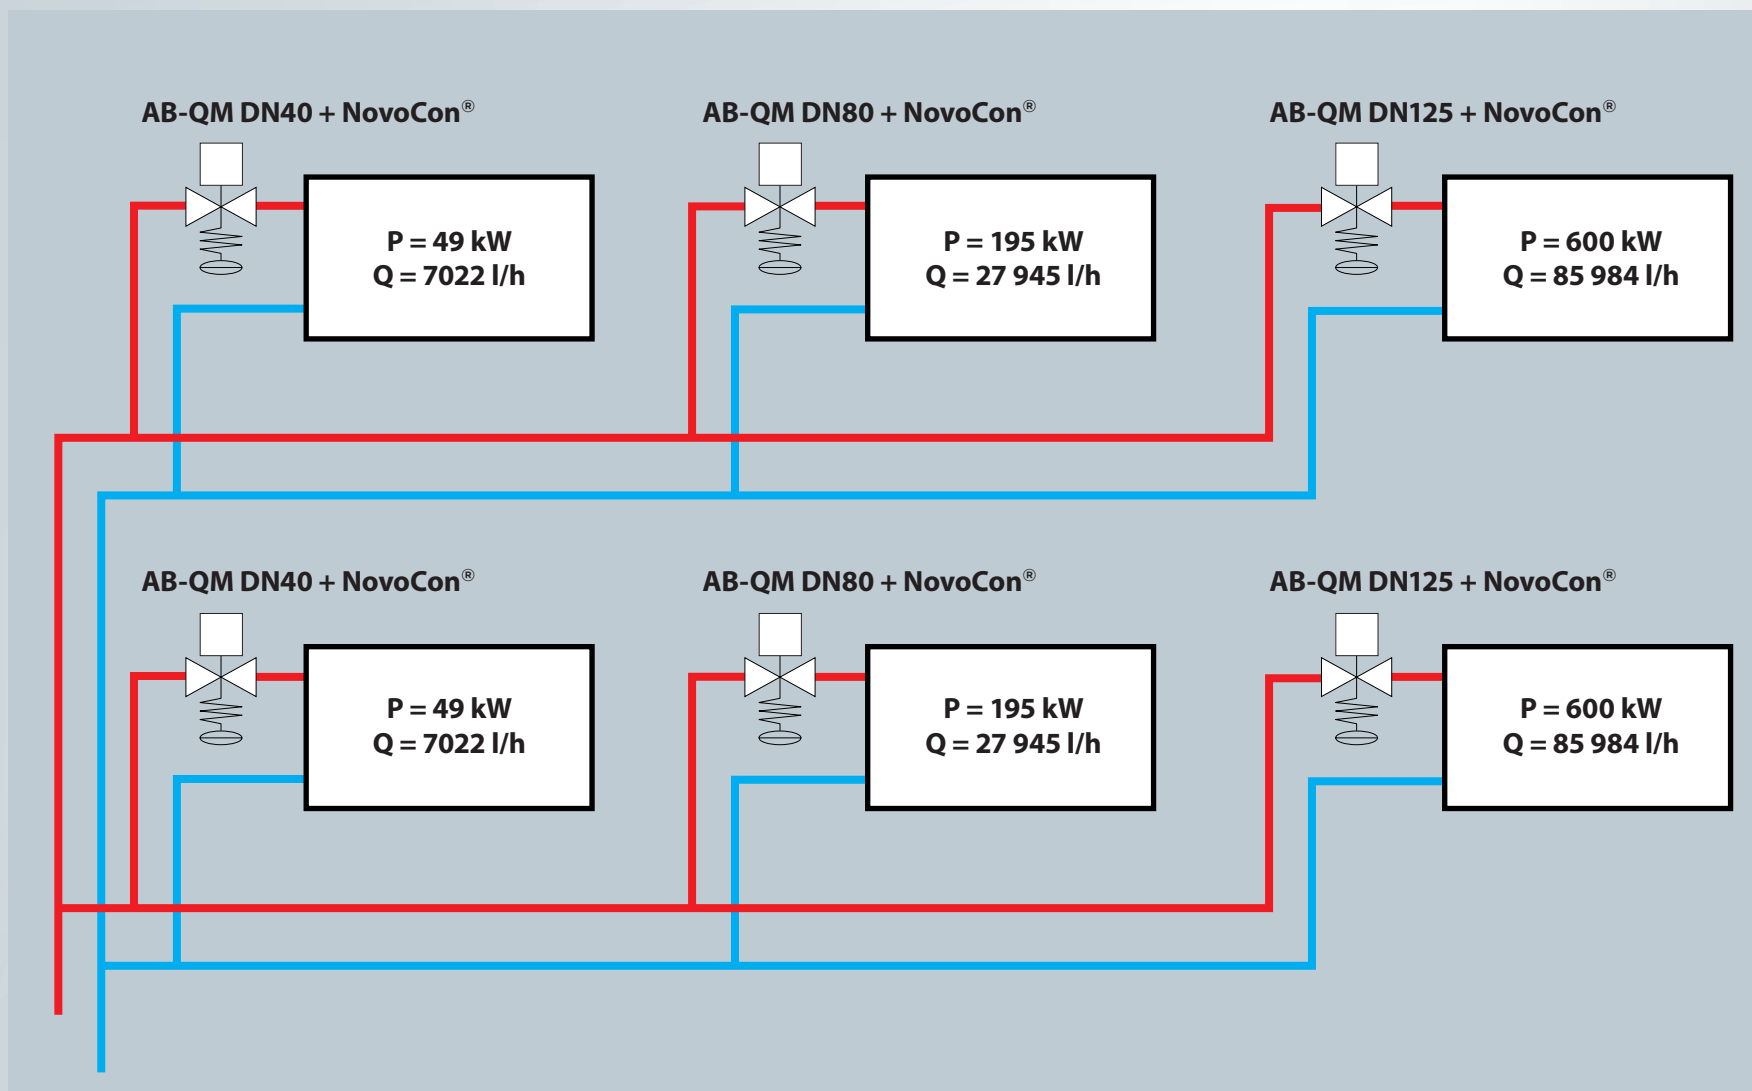 AB-QM DN40 + NovoCon®
AB-QM DN80 + NovoCon®
AB-QM DN125 + NovoCon®
P = 49 kW
Q = 7022 l/h
P = 195 kW
Q = 27 945 l/h
P = 600 kW
Q = 85 984 l/h
AB-QM DN40 + NovoCon®
AB-QM DN80 + NovoCon®
AB-QM DN125 + NovoCon®
P = 49 kW
Q = 7022 l/h
P = 195 kW
Q = 27 945 l/h
P = 600 kW
Q = 85 984 l/h